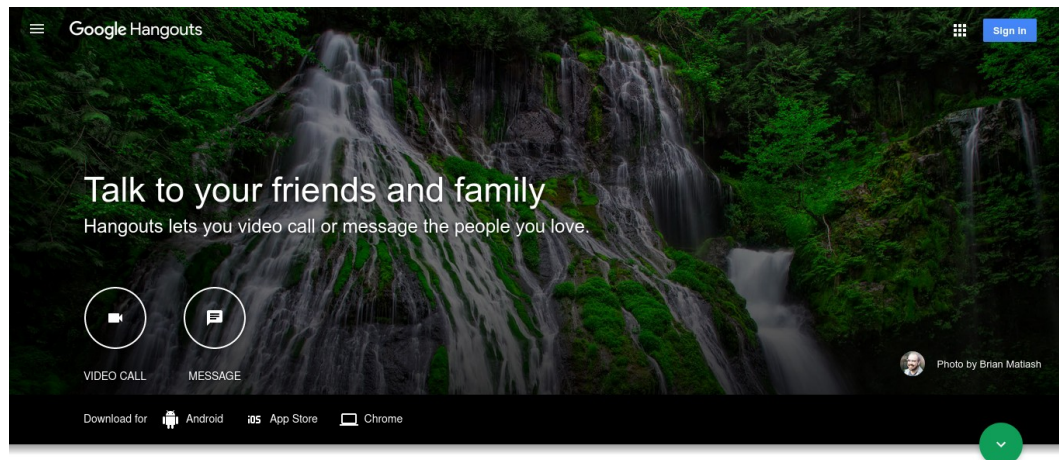 Google Hangouts
Sign in
Talk to your friends and family
Hangouts lets you video call or message the people you love.
VIDEO CALL MESSAGE
Photo by Brian Matiash
Download for Android iOS App Store Chrome